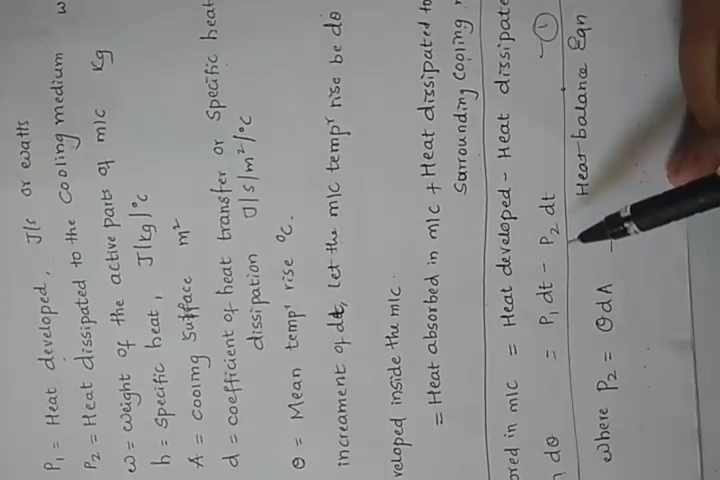 P₁ = Heat developed, J/s or watts
P₂ = Heat dissipated to the cooling medium w
w = weight of the active parts of m/c Kg
h = specific heat, J/kg/°c
A = cooling surface m²
d = coefficient of heat transfer or specific heat
dissipation J/s/m²/°C
θ = Mean tempʳ rise °C.
increament of dt, let the m/c tempʳ rise be dθ
veloped inside the m/c.
= Heat absorbed in m/c + Heat dissipated to
surrounding cooling
ored in m/c = Heat developed - Heat dissipate
dθ = P₁ dt - P₂ dt - ①
where P₂ = θdA Heat balance Eqn